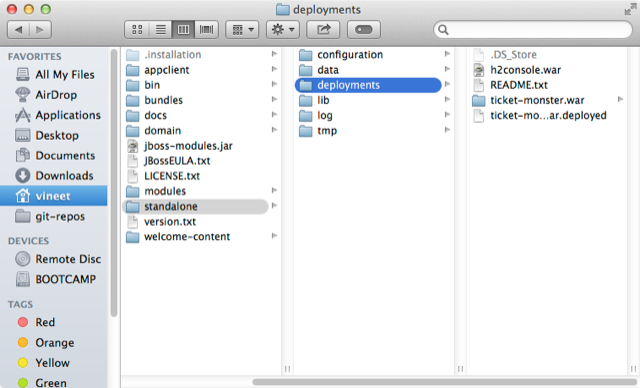 deployments
FAVORITES
All My Files
AirDrop
Applications
Desktop
Documents
Downloads
vineet
git-repos
DEVICES
Remote Disc
BOOTCAMP
TAGS
Red
Orange
Yellow
Green
.installation
appclient
bin
bundles
docs
domain
jboss-modules.jar
JBossEULA.txt
LICENSE.txt
modules
standalone
version.txt
welcome-content
configuration
data
deployments
lib
log
tmp
.DS_Store
h2console.war
README.txt
ticket-monster.war
ticket-mo...ar.deployed